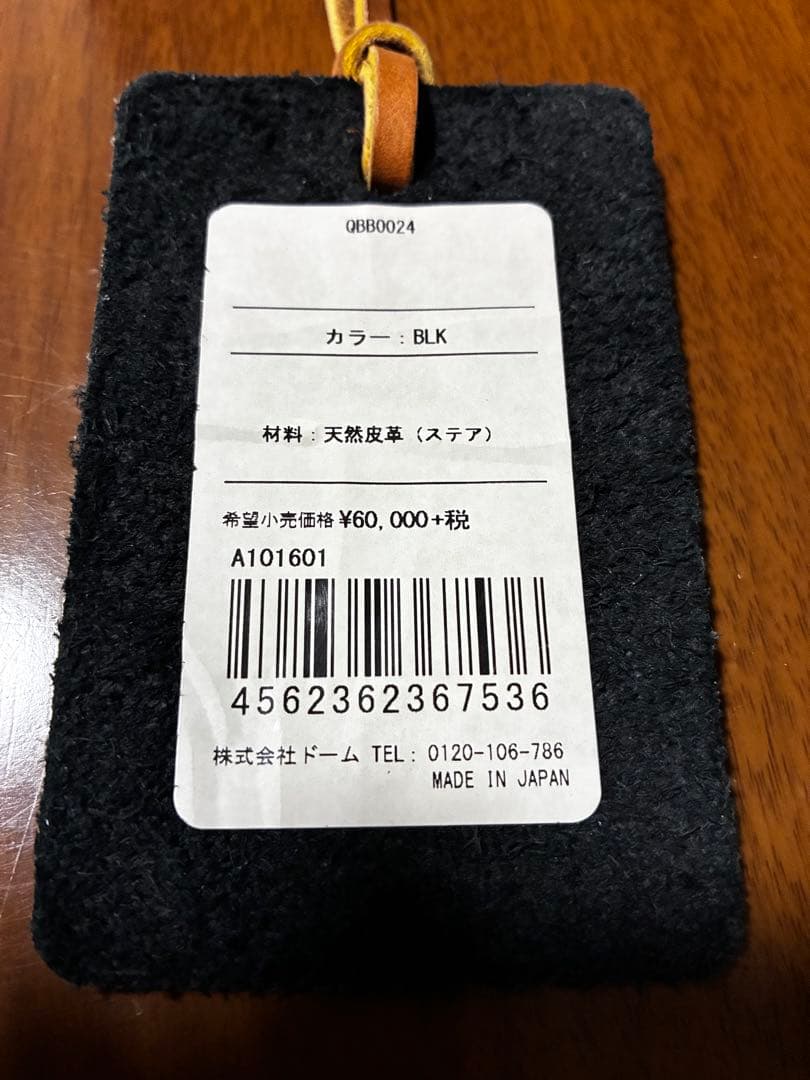 QBB0024
カラー：BLK
材料：天然皮革（ステア）
希望小売価格 ¥60,000+税
A101601
4562362367536
株式会社ドーム TEL: 0120-106-786
MADE IN JAPAN